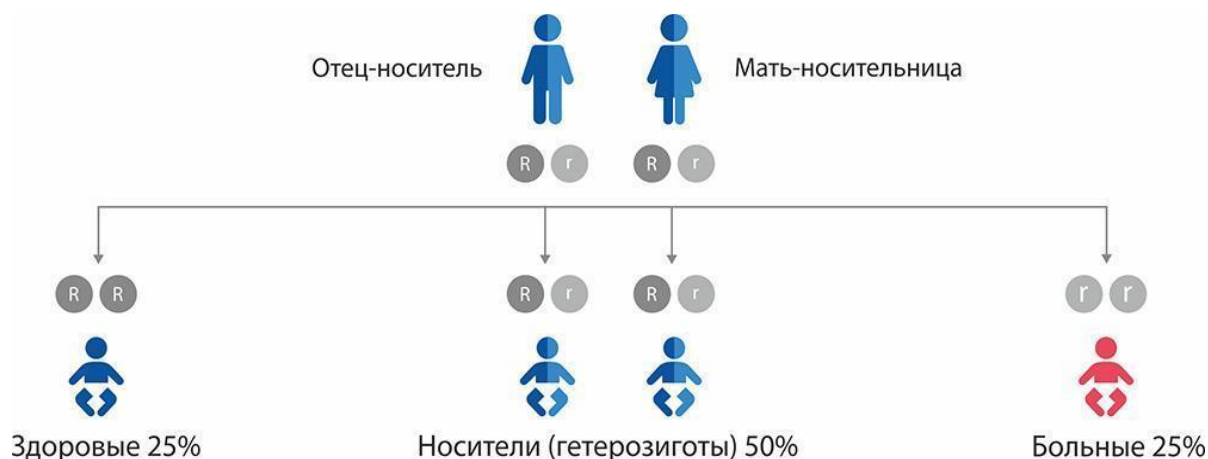 Отец-носитель
Мать-носительница
R r R r
R R R r R r r r
Здоровые 25%
Носители (гетерозиготы) 50%
Больные 25%